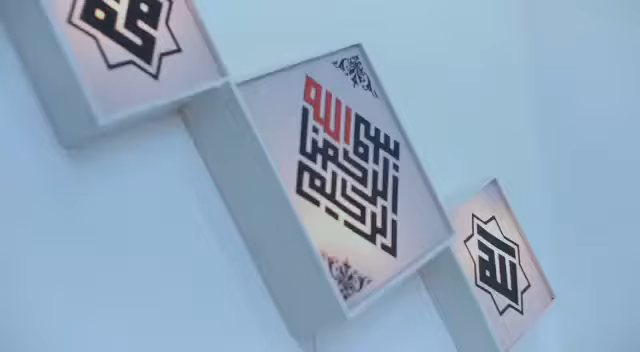 بسم الله
الرحمن
الرحيم
الله